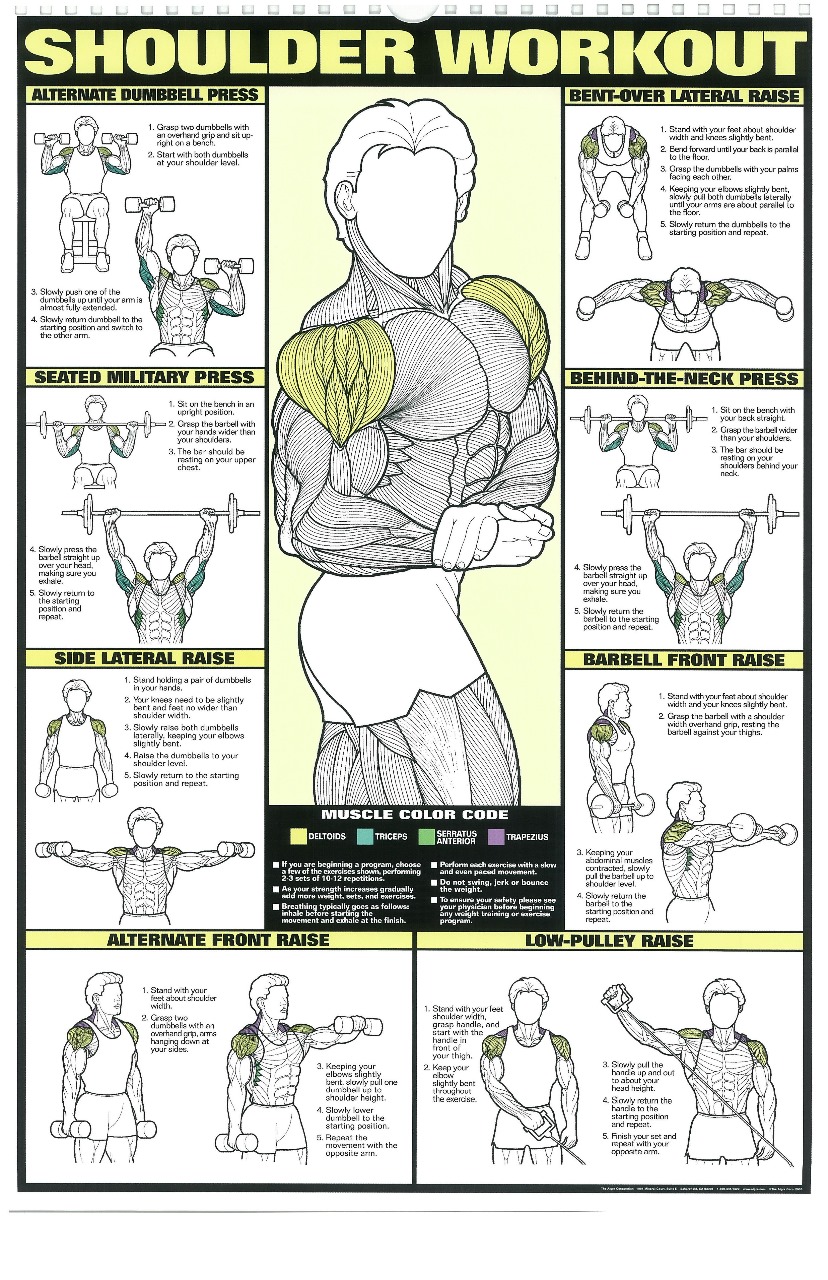 SHOULDER WORKOUT
ALTERNATE DUMBBELL PRESS
1. Grasp two dumbbells with
an overhand grip and sit up-
right on a bench.
2. Start with both dumbbells
at your shoulder level.
3. Slowly push one of the
dumbbells up until your arm is
almost fully extended.
4. Slowly return dumbbell to the
starting position and switch to
the other arm.
SEATED MILITARY PRESS
1. Sit on the bench in an
upright position.
2. Grasp the barbell with
your hands wider than
your shoulders.
3. The bar should be
resting on your upper
chest.
4. Slowly press the
barbell straight up
over your head,
making sure you
exhale.
5. Slowly return to
the starting
position and
repeat.
SIDE LATERAL RAISE
1. Stand holding a pair of dumbbells
in your hands.
2. Your knees need to be slightly
bent and feet no wider than
shoulder width.
3. Slowly raise both dumbbells
laterally, keeping your elbows
slightly bent.
4. Raise the dumbbells to your
shoulder level.
5. Slowly return to the starting
position and repeat.
MUSCLE COLOR CODE
DELTOIDS
TRICEPS
SERRATUS
ANTERIOR
TRAPEZIUS
If you are beginning a program, choose
a few of the exercises shown, performing
2-3 sets of 10-12 repetitions.
As your strength increases gradually
add more weight, sets, and exercises.
Breathing typically goes as follows:
inhale before starting the
movement and exhale at the finish.
Perform each exercise with a slow
and even paced movement.
Do not swing, jerk or bounce
the weight.
To ensure your safety please see
your physician before beginning
any weight training or exercise
program.
BENT-OVER LATERAL RAISE
1. Stand with your feet about shoulder
width and knees slightly bent.
2. Bend forward until your back is parallel
to the floor.
3. Grasp the dumbbells with your palms
facing each other.
4. Keeping your elbows slightly bent,
slowly pull both dumbbells laterally
until your arms are about parallel to
the floor.
5. Slowly return the dumbbells to the
starting position and repeat.
BEHIND-THE-NECK PRESS
1. Sit on the bench with
your back straight.
2. Grasp the barbell wider
than your shoulders.
3. The bar should be
resting on your
shoulders behind your
neck.
4. Slowly press the
barbell straight up
over your head,
making sure you
exhale.
5. Slowly return the
barbell to the starting
position and repeat.
BARBELL FRONT RAISE
1. Stand with your feet about shoulder
width and your knees slightly bent.
2. Grasp the barbell with a shoulder
width overhand grip, resting the
barbell against your thighs.
3. Keeping your
abdominal muscles
contracted, slowly
pull the barbell up to
shoulder level.
4. Slowly return the
barbell to the
starting position and
repeat.
ALTERNATE FRONT RAISE
1. Stand with your
feet about shoulder
width.
2. Grasp two
dumbbells with an
overhand grip, arms
hanging down at
your sides.
3. Keeping your
elbows slightly
bent, slowly pull one
dumbbell up to
shoulder height.
4. Slowly lower
dumbbell to the
starting position.
5. Repeat the
movement with the
opposite arm.
LOW-PULLEY RAISE
1. Stand with your feet
shoulder width,
grasp handle, and
start with the
handle in
front of
your thigh.
2. Keep your
elbow
slightly bent
throughout
the exercise.
3. Slowly pull the
handle up and out
to about your
head height.
4. Slowly return the
handle to the
starting position
and repeat.
5. Finish your set and
repeat with your
opposite arm.